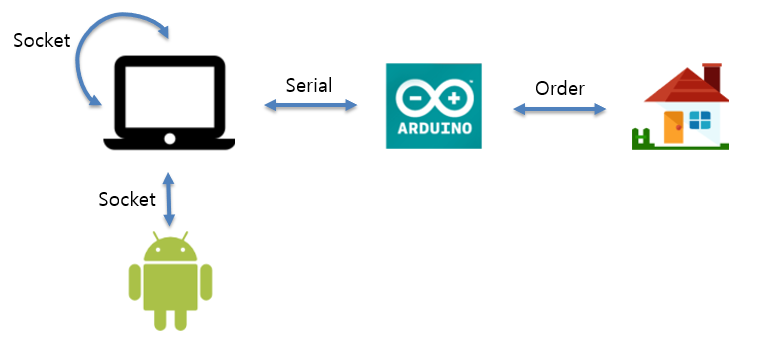 Socket
Serial
Order
ARDUINO
Socket